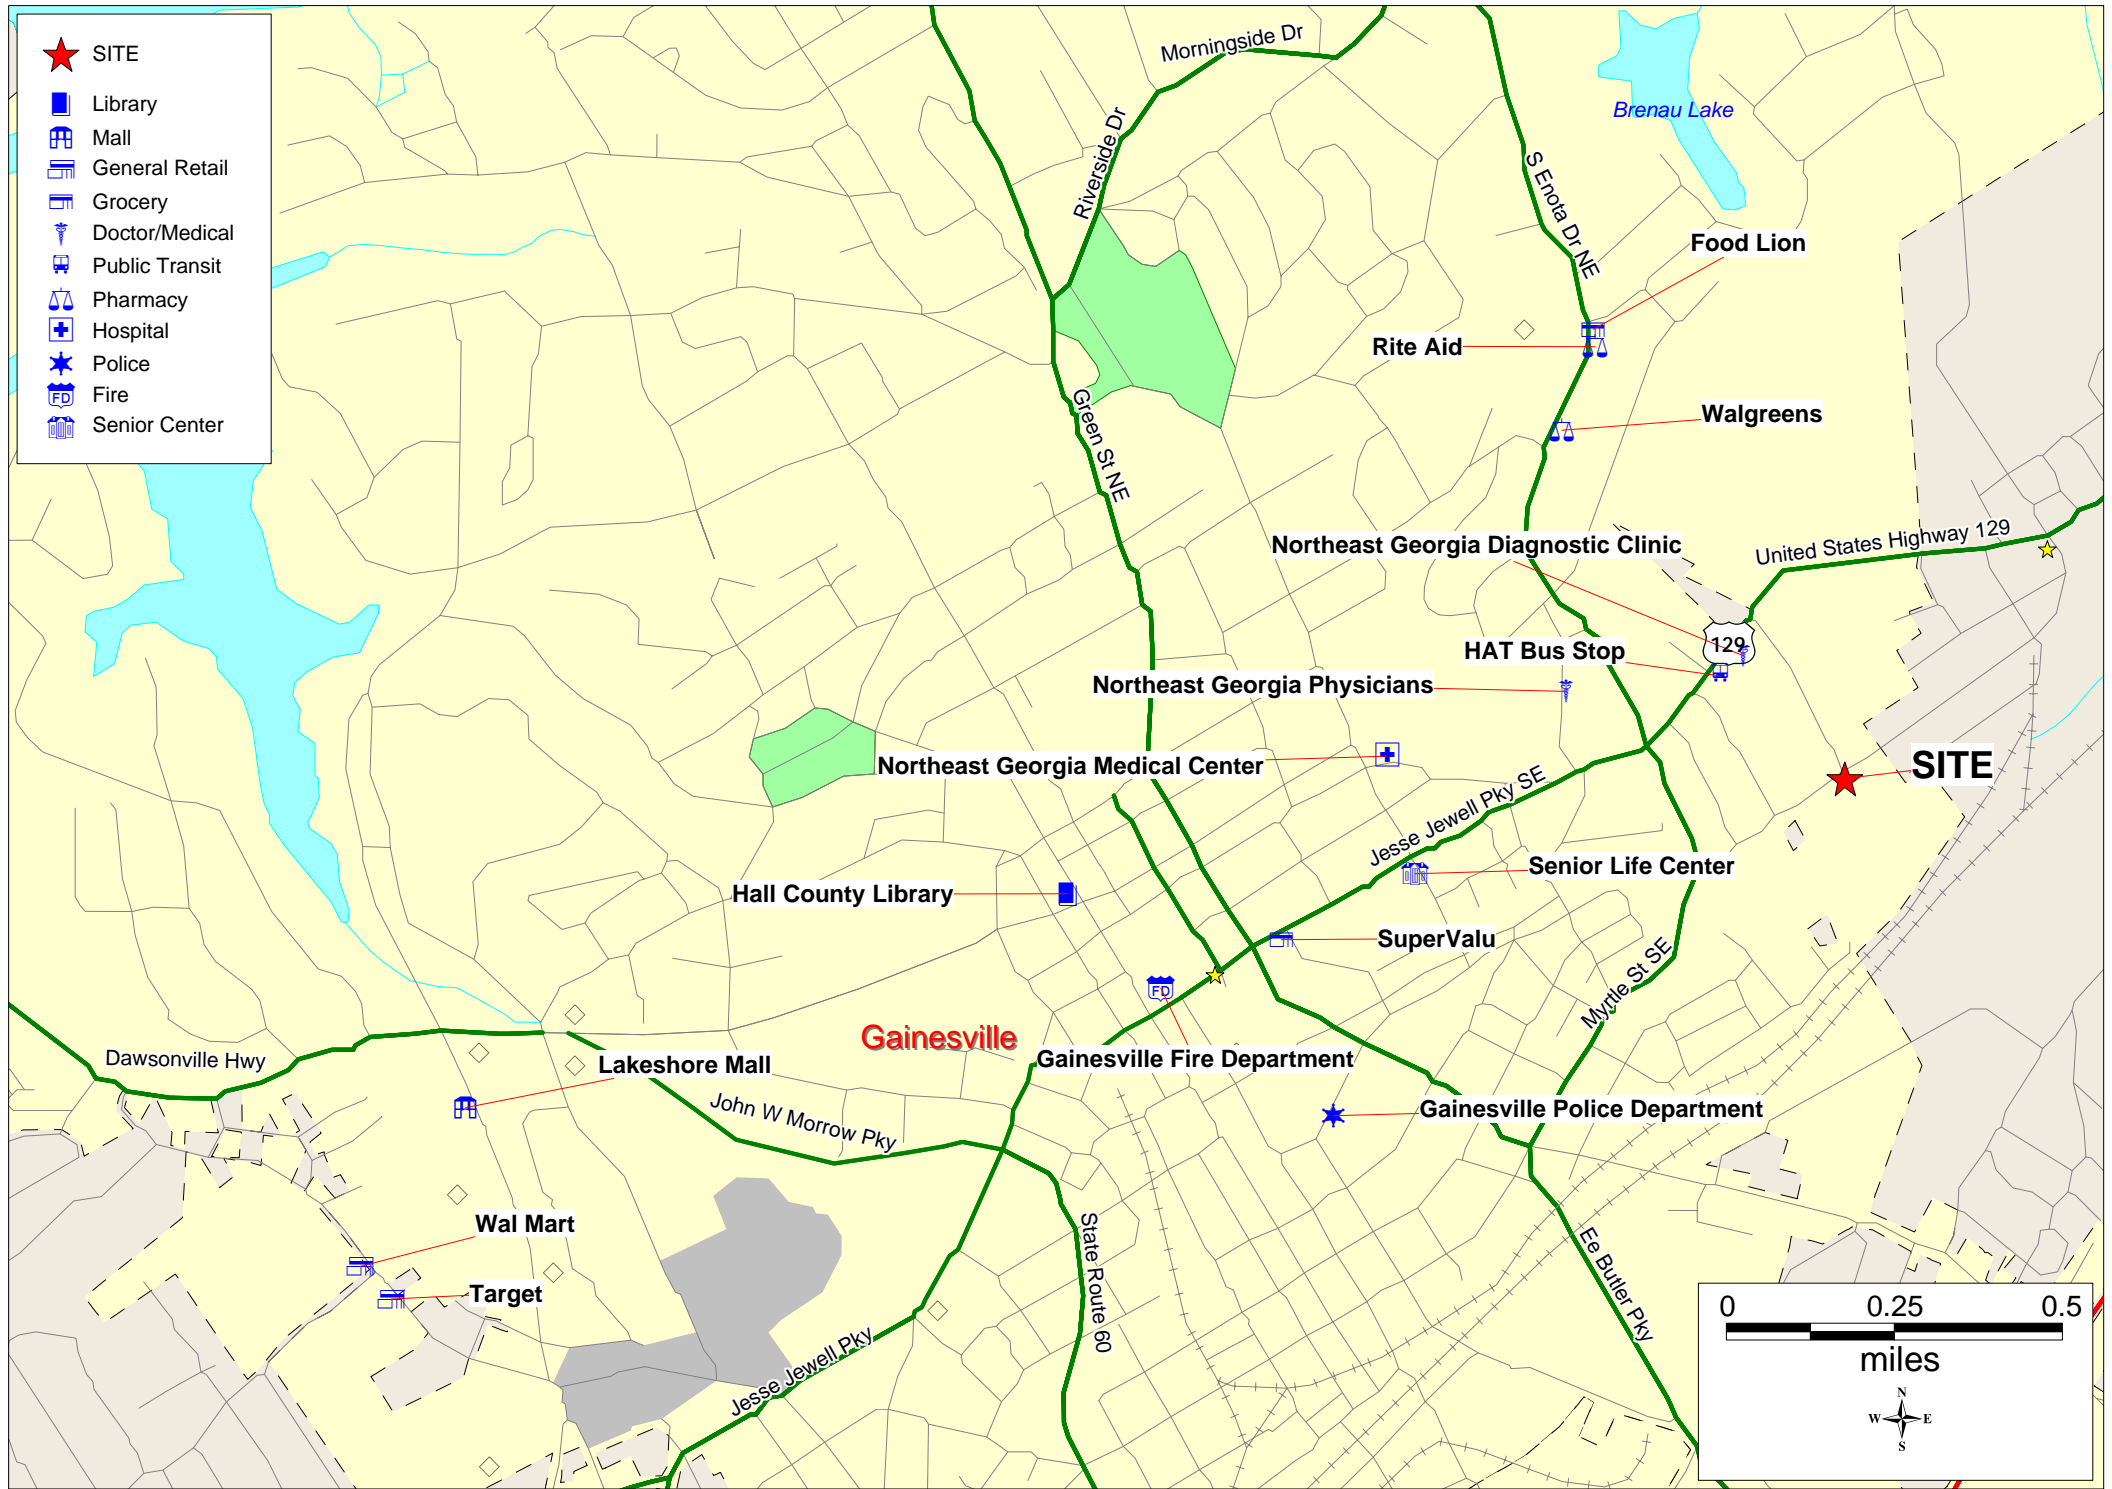 SITE
Library
Mall
General Retail
Grocery
Doctor/Medical
Public Transit
Pharmacy
Hospital
Police
FD
Fire
Senior Center
Morningside Dr
Riverside Dr
Brenau Lake
S Enota Dr NE
Food Lion
Rite Aid
Walgreens
Green St NE
Northeast Georgia Diagnostic Clinic
United States Highway 129
129
HAT Bus Stop
Northeast Georgia Physicians
Northeast Georgia Medical Center
SITE
Jesse Jewell Pky SE
Senior Life Center
Hall County Library
SuperValu
Myrtle St SE
FD
Gainesville
Gainesville Fire Department
Dawsonville Hwy
Lakeshore Mall
John W Morrow Pky
Gainesville Police Department
Wal Mart
Target
State Route 60
Ee Butler Pky
Jesse Jewell Pky
0 0.25 0.5
miles
N
W E
S